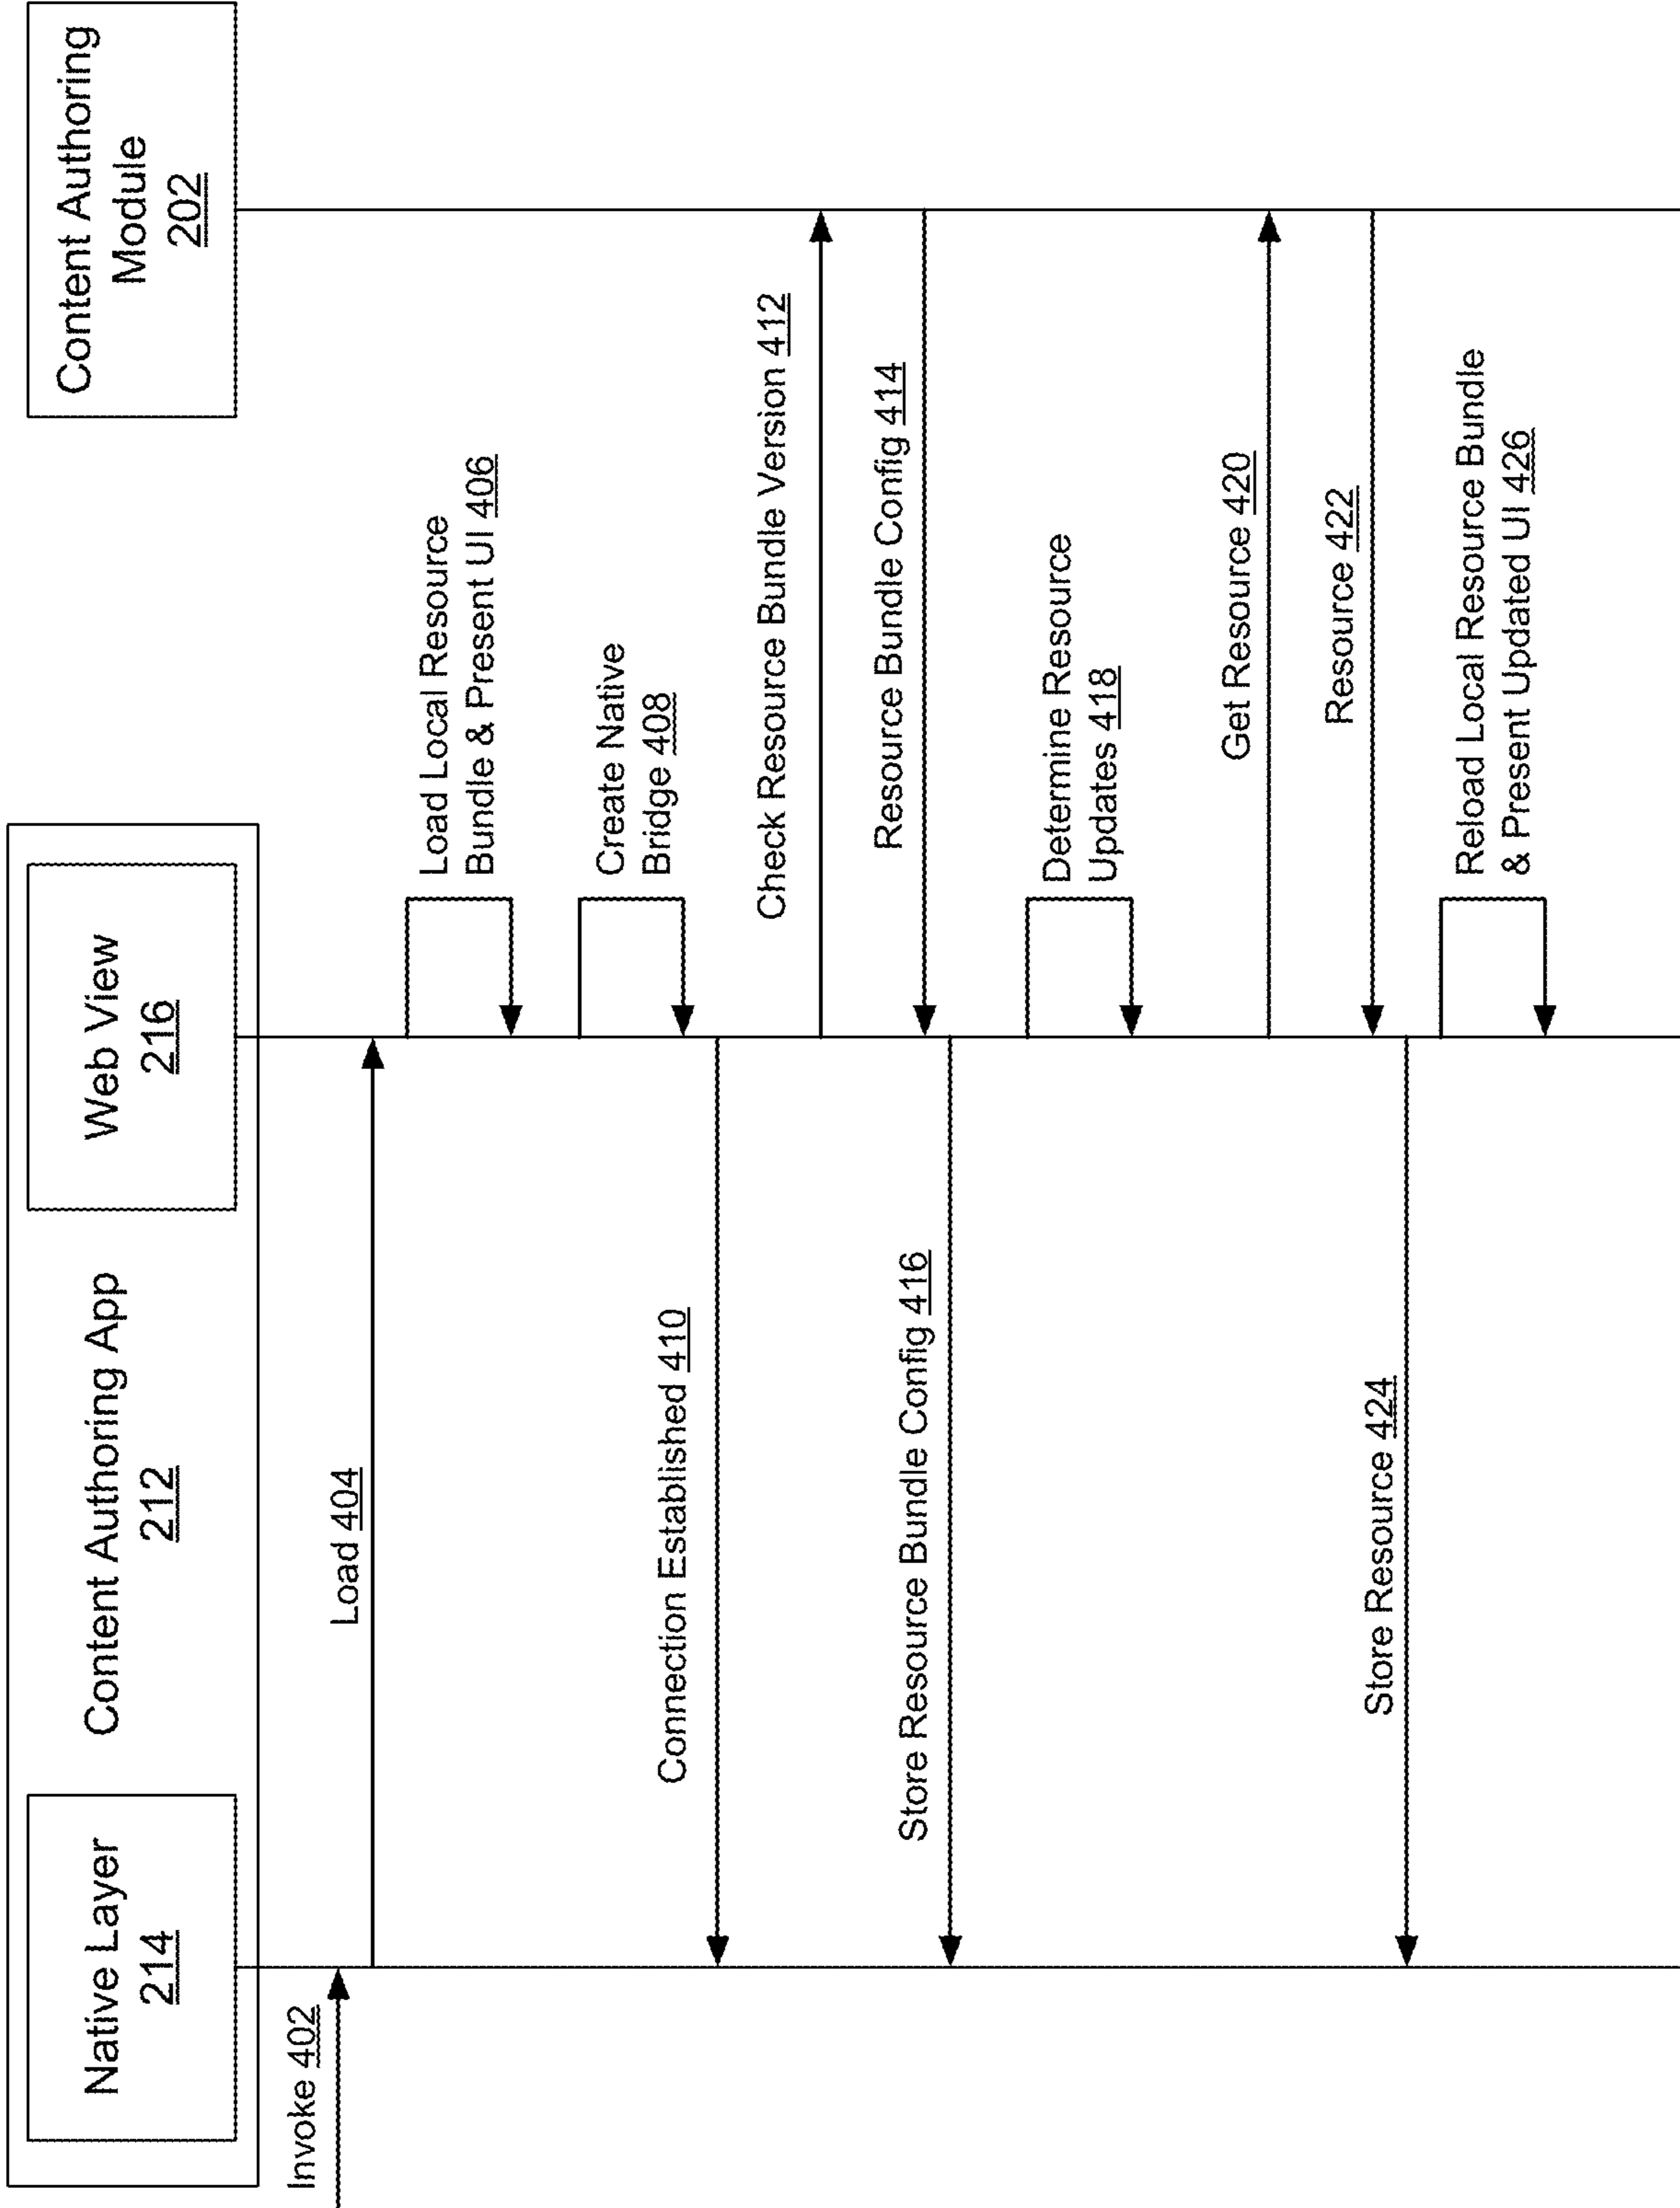 Native Layer
214
Content Authoring App
212
Web View
216
Content Authoring
Module
202
Invoke 402
Load 404
Load Local Resource
Bundle & Present UI 406
Create Native
Bridge 408
Connection Established 410
Check Resource Bundle Version 412
Resource Bundle Config 414
Store Resource Bundle Config 416
Determine Resource
Updates 418
Get Resource 420
Resource 422
Store Resource 424
Reload Local Resource Bundle
& Present Updated UI 426